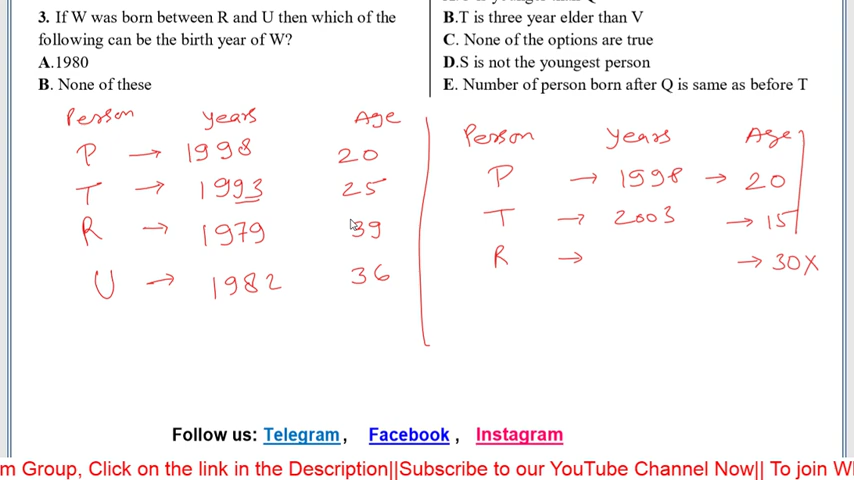 3. If W was born between R and U then which of the
following can be the birth year of W?
A.1980
B. None of these
B.T is three year elder than V
C. None of the options are true
D.S is not the youngest person
E. Number of person born after Q is same as before T
Person years Age
P → 1998 20
T → 1993 25
R → 1979 39
U → 1982 36
Person years Age
P → 1998 → 20
T → 2003 → 15
R → → 30X
Follow us: Telegram, Facebook, Instagram
m Group, Click on the link in the Description||Subscribe to our YouTube Channel Now|| To join W